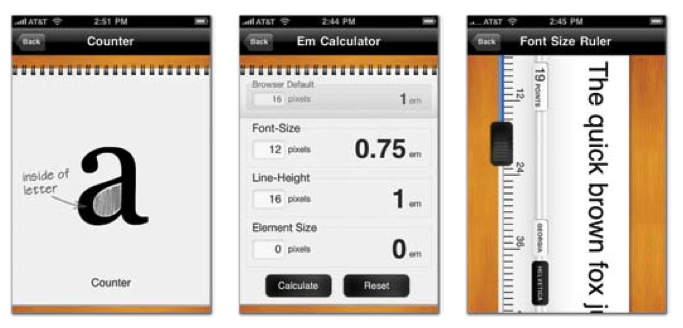 AT&T 2:51 PM
Back Counter
inside of
letter
a
Counter
AT&T 2:44 PM
Back Em Calculator
Browser Default
16 pixels 1 em
Font-Size
12 pixels 0.75 em
Line-Height
16 pixels 1 em
Element Size
0 pixels 0 em
Calculate Reset
... AT&T 2:45 PM
Back Font Size Ruler
19 POINTS
12
24
36
GEORGIA
HELVETICA
The quick brown fox ju